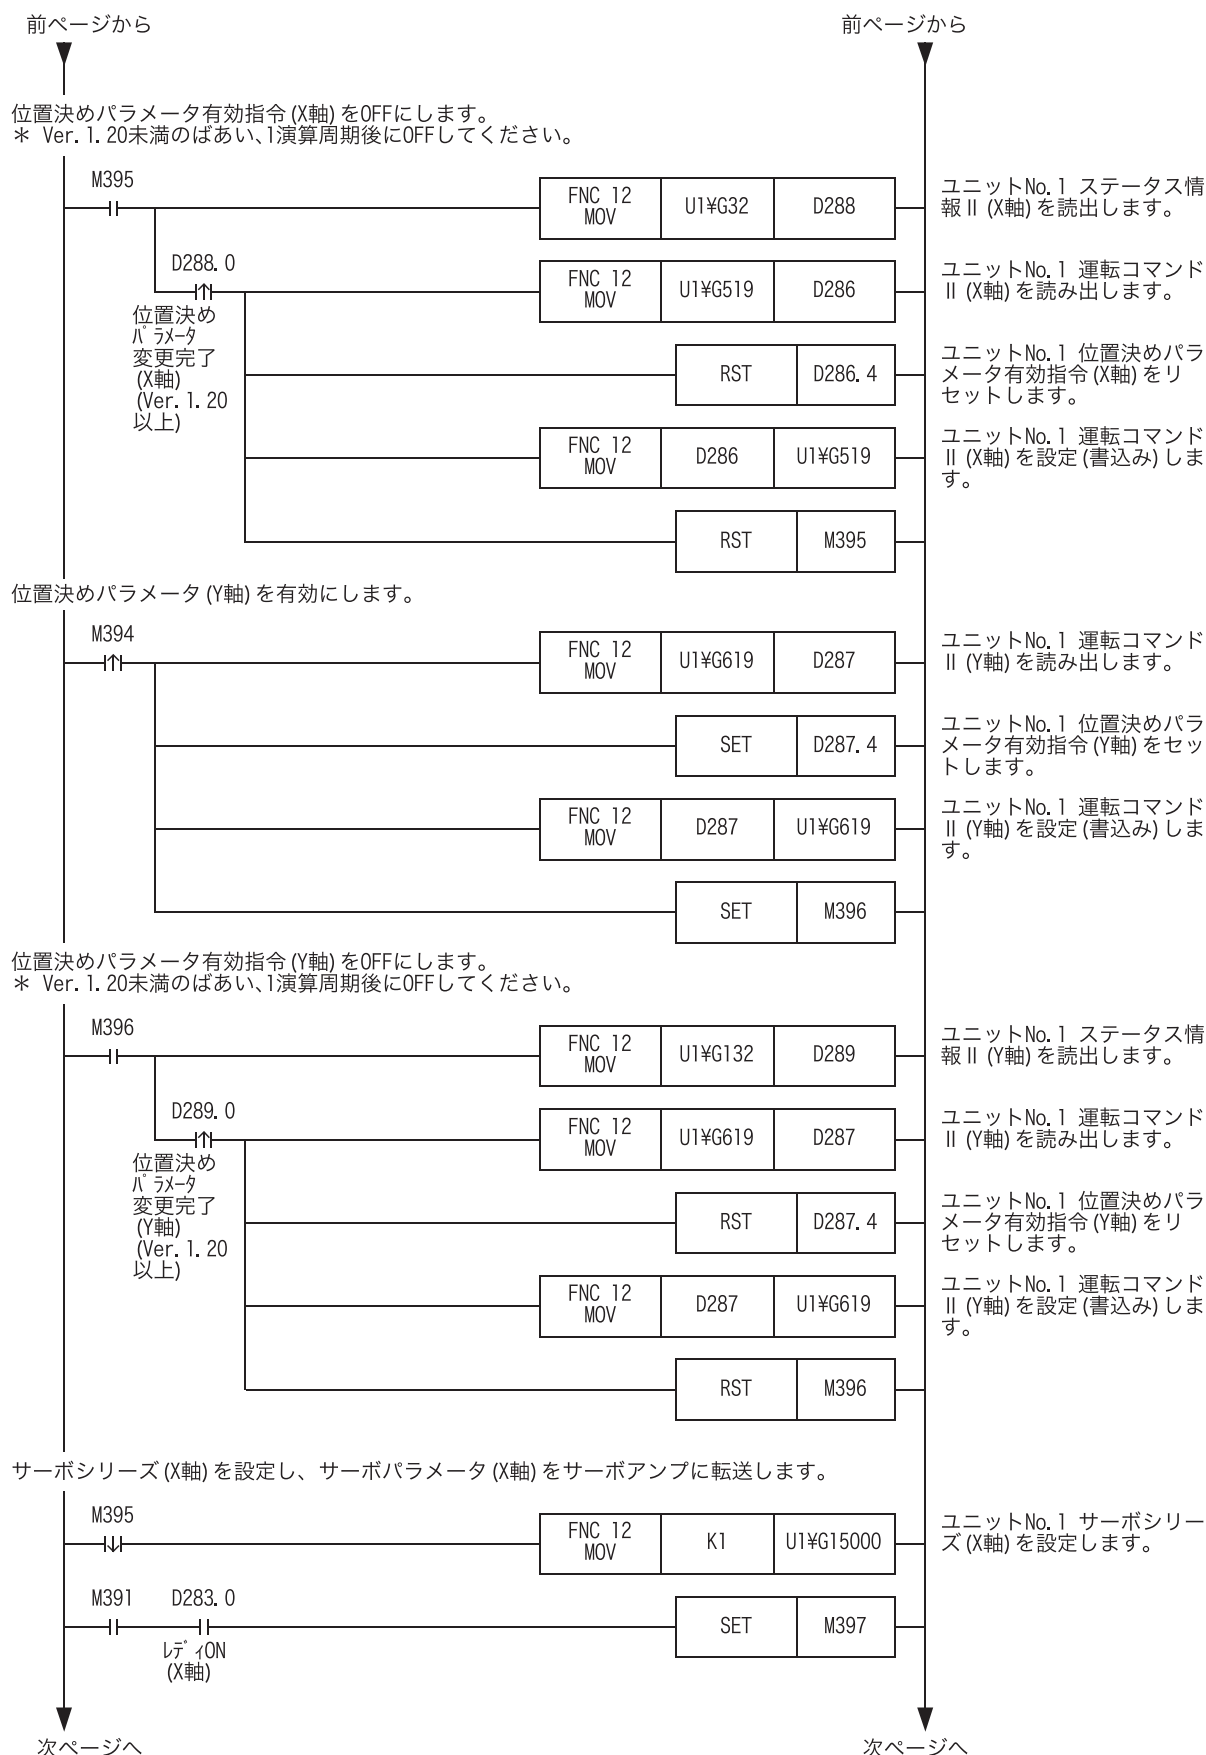 前ページから
前ページから
位置決めパラメータ有効指令(X軸)をOFFにします。
＊ Ver.1.20未満のばあい、1演算周期後にOFFしてください。
M395
FNC 12
MOV
U1¥G32
D288
ユニットNo.1 ステータス情
報Ⅱ(X軸)を読出します。
D288.0
位置決め
ﾊﾟﾗﾒｰﾀ
変更完了
(X軸)
(Ver.1.20
以上)
FNC 12
MOV
U1¥G519
D286
ユニットNo.1 運転コマンド
Ⅱ(X軸)を読み出します。
RST
D286.4
ユニットNo.1 位置決めパラ
メータ有効指令(X軸)をリ
セットします。
FNC 12
MOV
D286
U1¥G519
ユニットNo.1 運転コマンド
Ⅱ(X軸)を設定(書込み)しま
す。
RST
M395
位置決めパラメータ(Y軸)を有効にします。
M394
FNC 12
MOV
U1¥G619
D287
ユニットNo.1 運転コマンド
Ⅱ(Y軸)を読み出します。
SET
D287.4
ユニットNo.1 位置決めパラ
メータ有効指令(Y軸)をセッ
トします。
FNC 12
MOV
D287
U1¥G619
ユニットNo.1 運転コマンド
Ⅱ(Y軸)を設定(書込み)しま
す。
SET
M396
位置決めパラメータ有効指令(Y軸)をOFFにします。
＊ Ver.1.20未満のばあい、1演算周期後にOFFしてください。
M396
FNC 12
MOV
U1¥G132
D289
ユニットNo.1 ステータス情
報Ⅱ(Y軸)を読出します。
D289.0
位置決め
ﾊﾟﾗﾒｰﾀ
変更完了
(Y軸)
(Ver.1.20
以上)
FNC 12
MOV
U1¥G619
D287
ユニットNo.1 運転コマンド
Ⅱ(Y軸)を読み出します。
RST
D287.4
ユニットNo.1 位置決めパラ
メータ有効指令(Y軸)をリ
セットします。
FNC 12
MOV
D287
U1¥G619
ユニットNo.1 運転コマンド
Ⅱ(Y軸)を設定(書込み)しま
す。
RST
M396
サーボシリーズ(X軸)を設定し、サーボパラメータ(X軸)をサーボアンプに転送します。
M395
FNC 12
MOV
K1
U1¥G15000
ユニットNo.1 サーボシリー
ズ(X軸)を設定します。
M391
D283.0
ﾚﾃﾞｨON
(X軸)
SET
M397
次ページへ
次ページへ